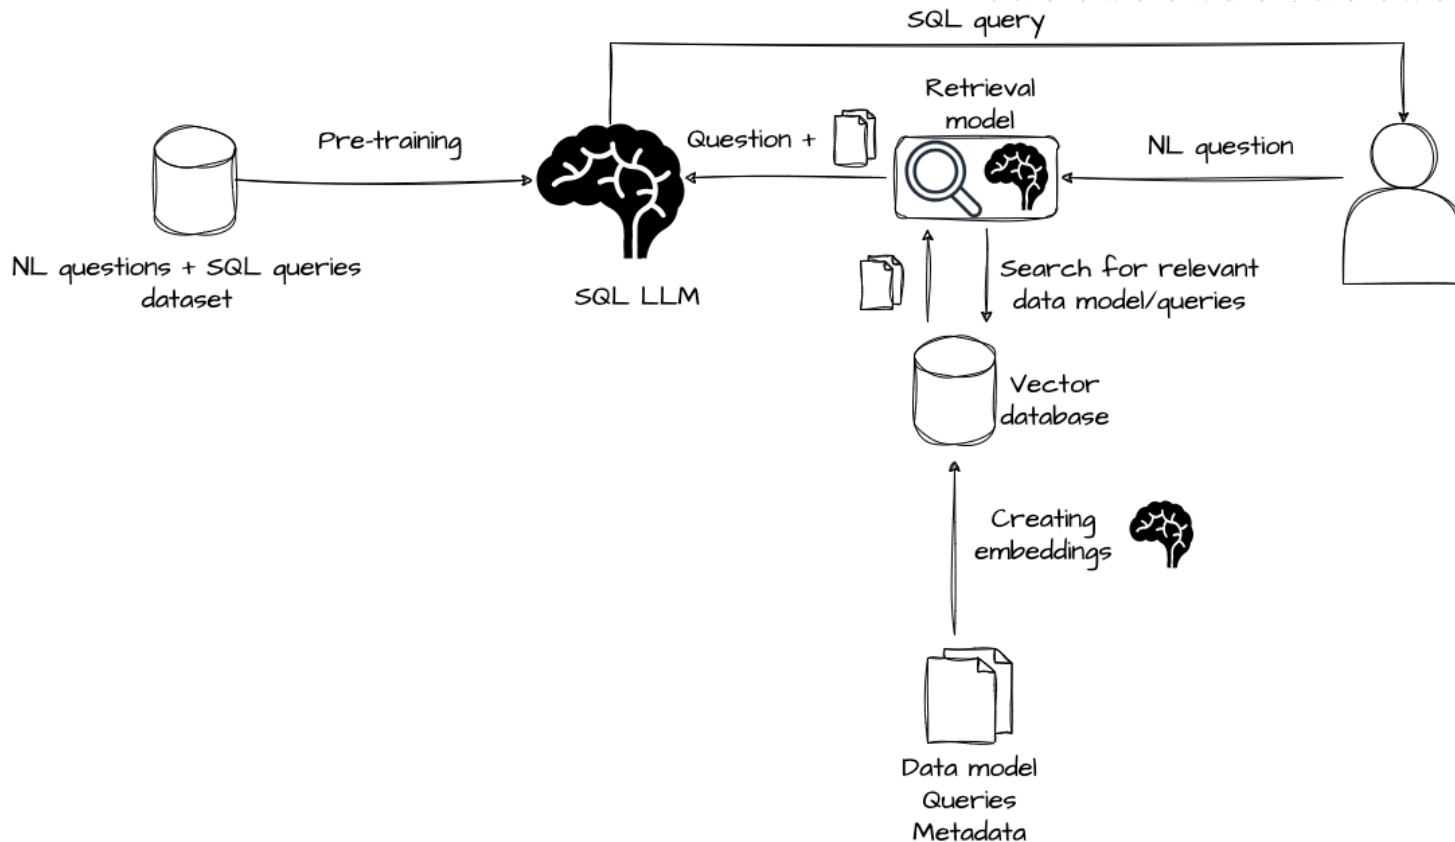 SQL query
Retrieval
model
Pre-training
Question +
NL question
NL questions + SQL queries
dataset
SQL LLM
Search for relevant
data model/queries
Vector
database
Creating
embeddings
Data model
Queries
Metadata